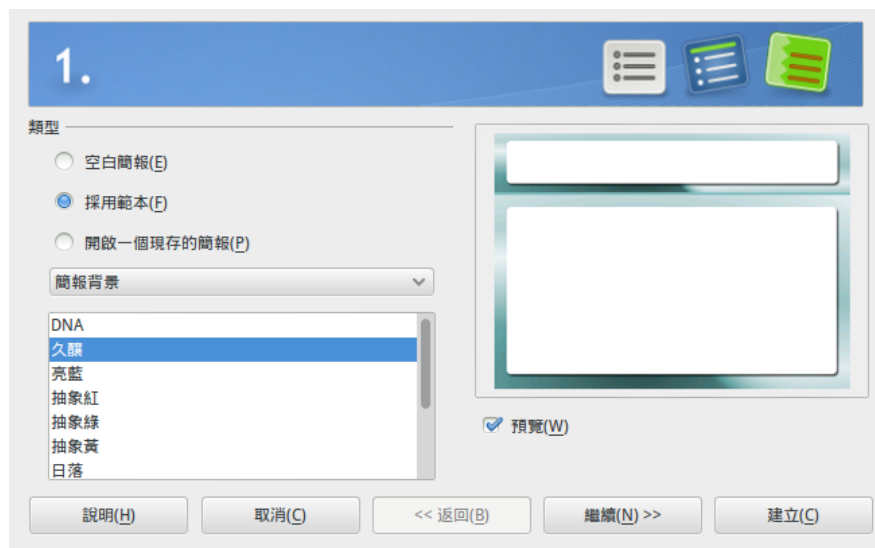 1.
類型
空白簡報(E)
採用範本(F)
開啟一個現存的簡報(P)
簡報背景
DNA
久釀
亮藍
抽象紅
抽象綠
抽象黃
日落
預覽(W)
說明(H)
取消(C)
<< 返回(B)
繼續(N) >>
建立(C)